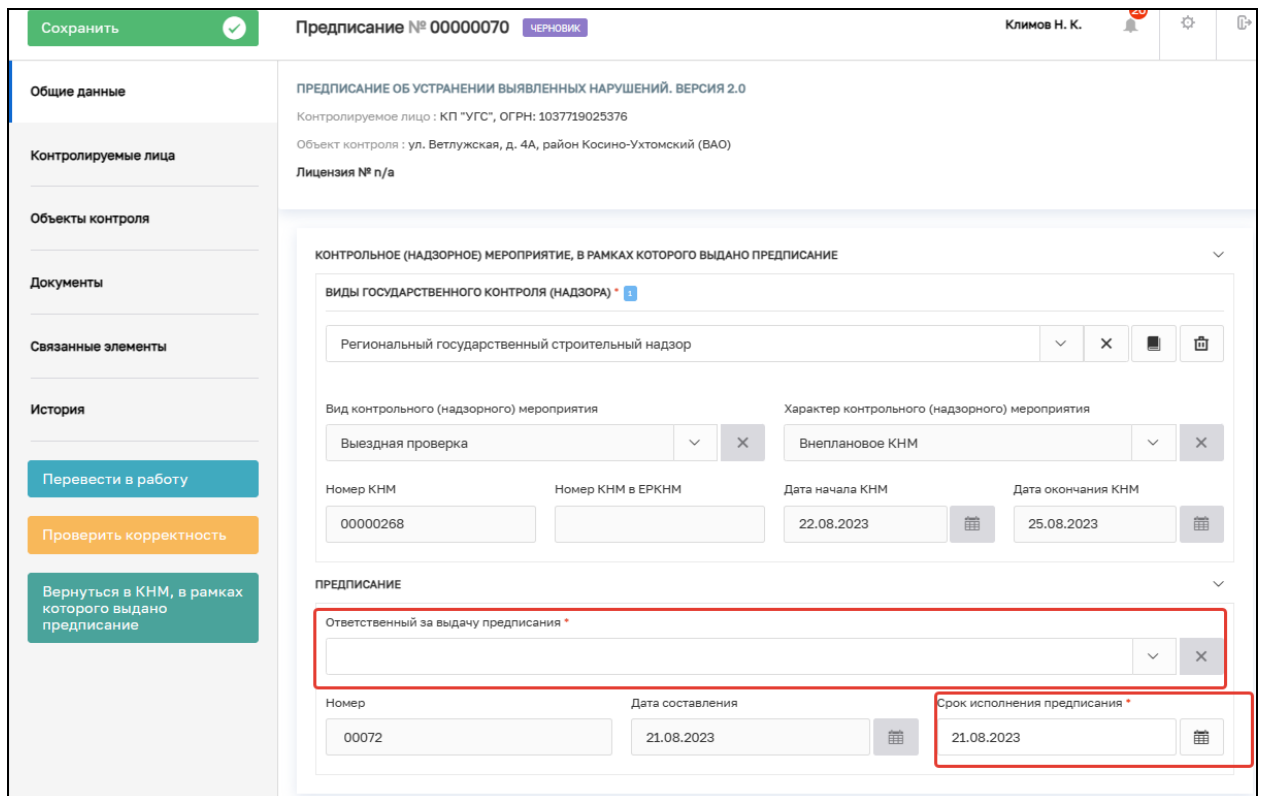 Сохранить
Предписание № 00000070 ЧЕРНОВИК
Климов Н. К.
20
Общие данные
Контролируемые лица
Объекты контроля
Документы
Связанные элементы
История
Перевести в работу
Проверить корректность
Вернуться в КНМ, в рамках
которого выдано
предписание
ПРЕДПИСАНИЕ ОБ УСТРАНЕНИИ ВЫЯВЛЕННЫХ НАРУШЕНИЙ. ВЕРСИЯ 2.0
Контролируемое лицо : КП "УГС", ОГРН: 1037719025376
Объект контроля : ул. Ветлужская, д. 4А, район Косино-Ухтомский (ВАО)
Лицензия № n/a
КОНТРОЛЬНОЕ (НАДЗОРНОЕ) МЕРОПРИЯТИЕ, В РАМКАХ КОТОРОГО ВЫДАНО ПРЕДПИСАНИЕ
ВИДЫ ГОСУДАРСТВЕННОГО КОНТРОЛЯ (НАДЗОРА) * 1
Региональный государственный строительный надзор
Вид контрольного (надзорного) мероприятия
Характер контрольного (надзорного) мероприятия
Выездная проверка
Внеплановое КНМ
Номер КНМ
Номер КНМ в ЕРКНМ
Дата начала КНМ
Дата окончания КНМ
00000268
22.08.2023
25.08.2023
ПРЕДПИСАНИЕ
Ответственный за выдачу предписания *
Номер
Дата составления
Срок исполнения предписания *
00072
21.08.2023
21.08.2023